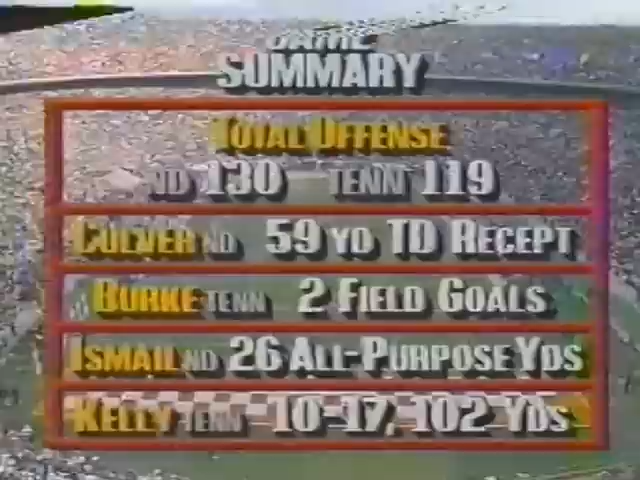 GAME
SUMMARY
TOTAL OFFENSE
ND 130 TENN 119
CULVER ND 59 YD TD RECEPT
BURKE TENN 2 FIELD GOALS
ISMAIL ND 26 ALL-PURPOSE YDS
KELLY TENN 10-17, 102 YDS